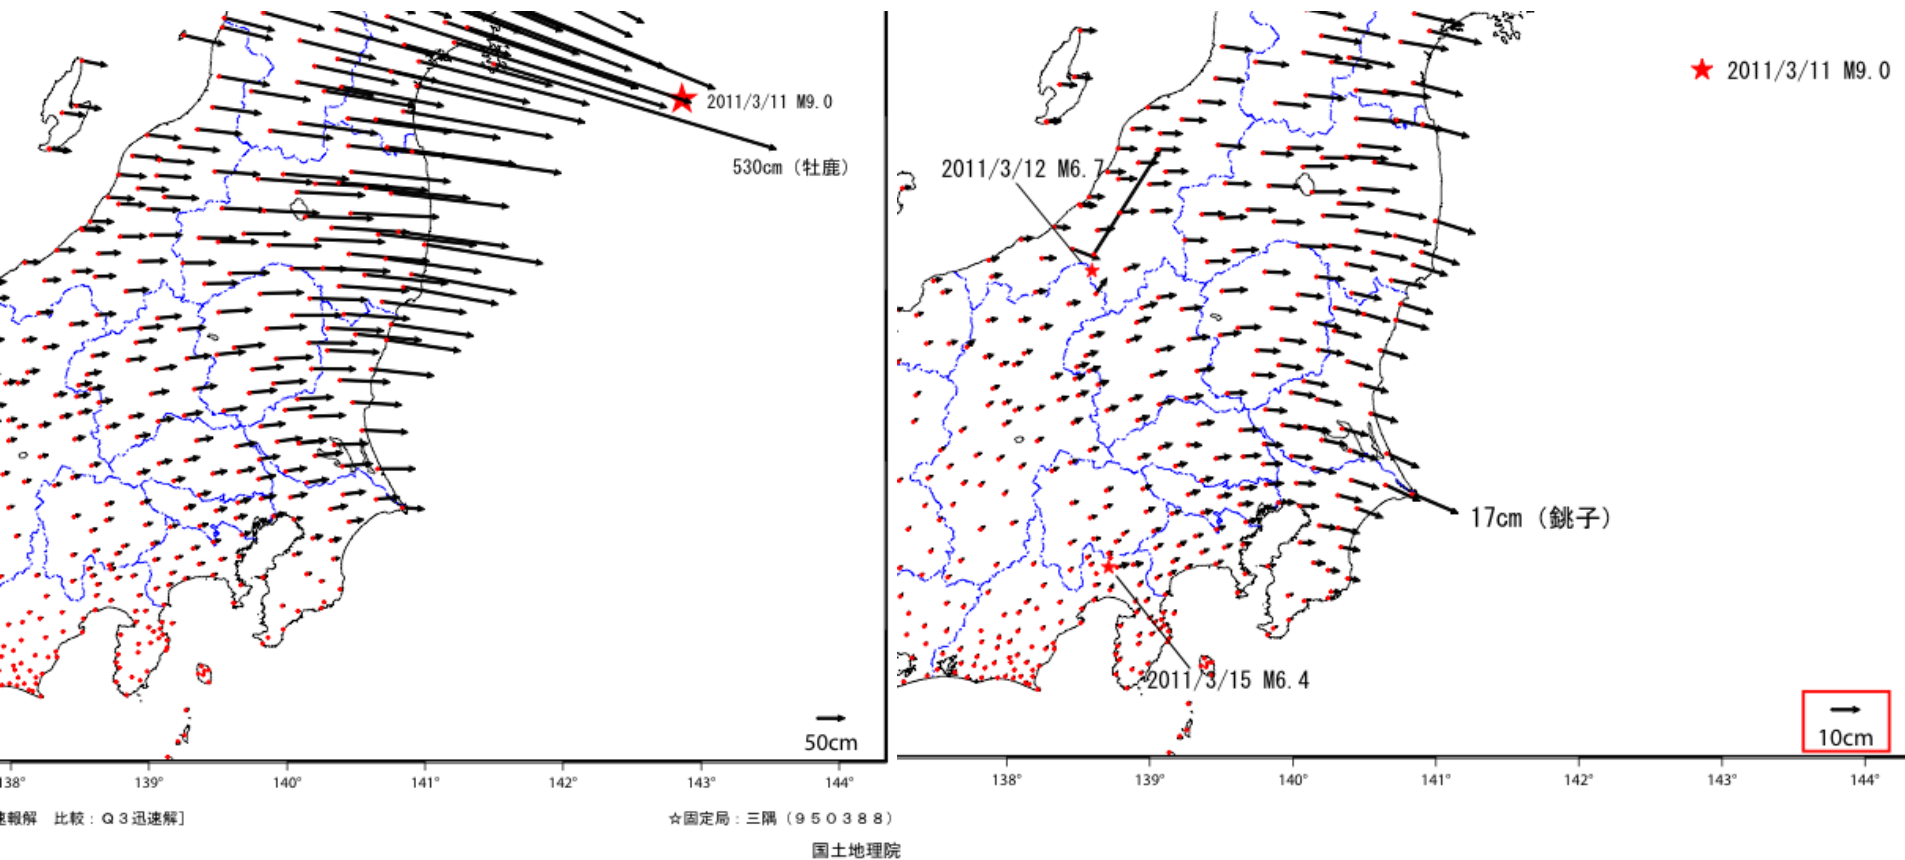 2011/3/11 M9.0
530cm（牡鹿）
50cm
138° 139° 140° 141° 142° 143° 144°
2011/3/11 M9.0
2011/3/12 M6.7
17cm（銚子）
2011/3/15 M6.4
10cm
138° 139° 140° 141° 142° 143° 144°
速報解　比較：Ｑ３迅速解］
☆固定局：三隅（９５０３８８）
国土地理院